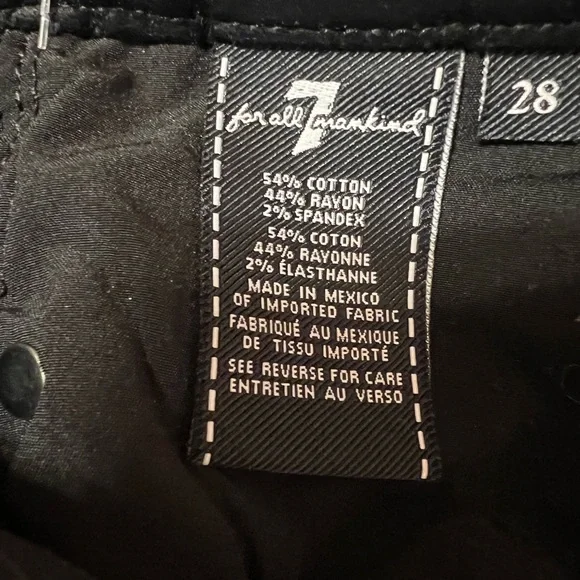 for all 7 mankind
28
54% COTTON
44% RAYON
2% SPANDEX
54% COTON
44% RAYONNE
2% ÉLASTHANNE
MADE IN MEXICO
OF IMPORTED FABRIC
FABRIQUÉ AU MEXIQUE
DE TISSU IMPORTÉ
SEE REVERSE FOR CARE
ENTRETIEN AU VERSO